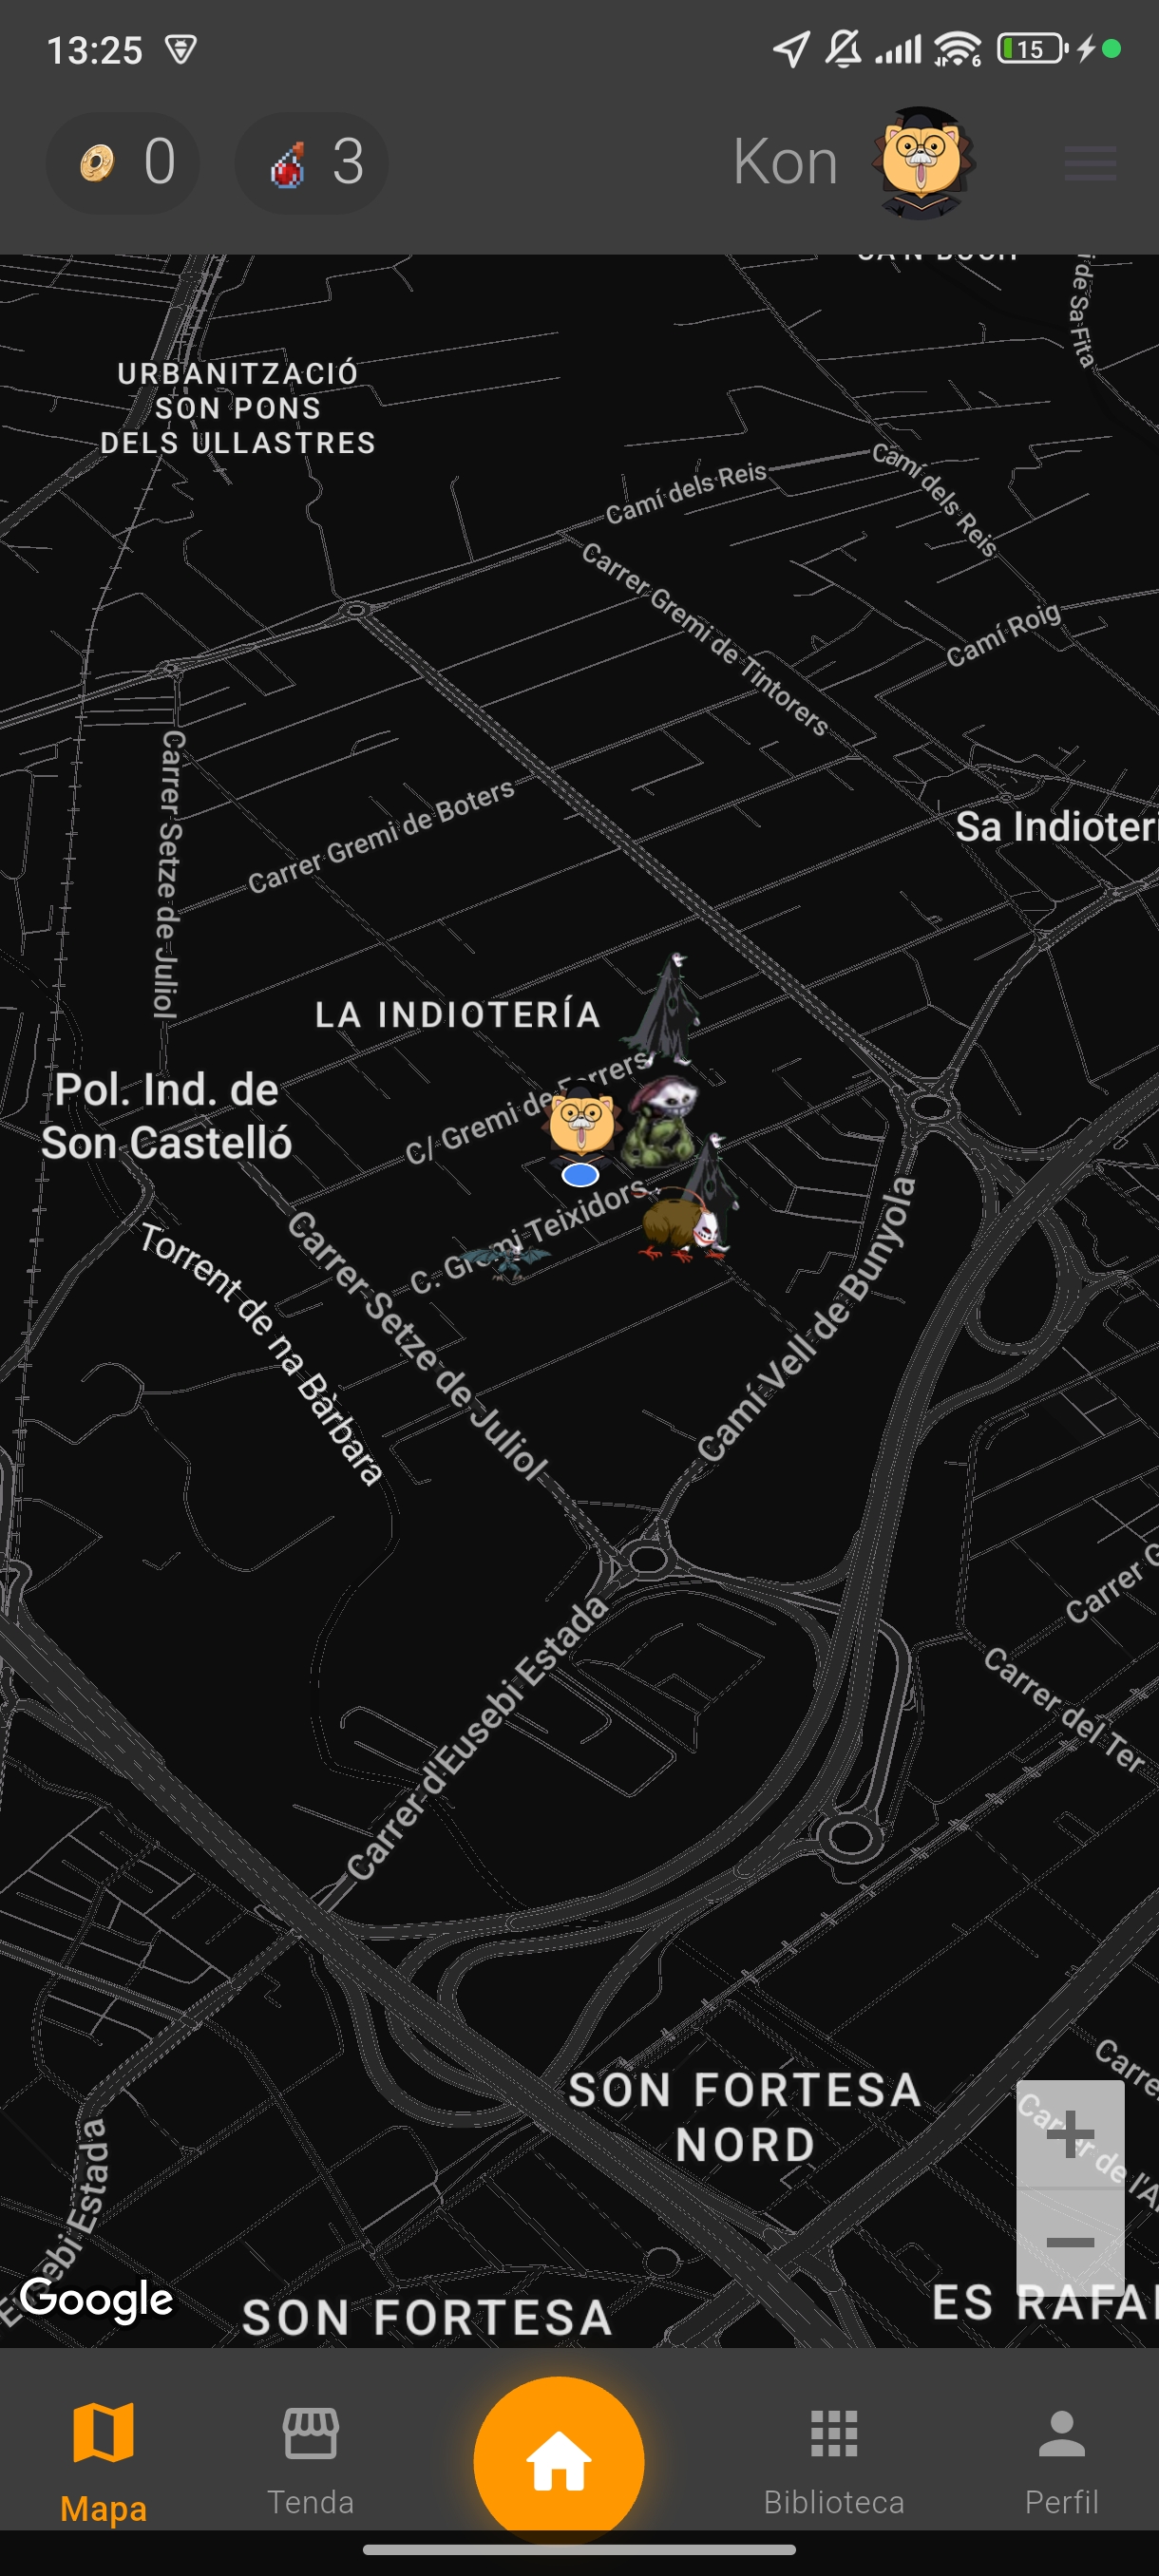 13:25
6
15
0
3
Kon
i de Sa Fita
URBANITZACIÓ
SON PONS
DELS ULLASTRES
Camí dels Reis
Camí dels Reis
Carrer Gremi de Tintorers
Camí Roig
Carrer Setze de Juliol
Carrer Gremi de Boters
Sa Indioteri
LA INDIOTERÍA
Pol. Ind. de
Son Castelló
C/ Gremi de Ferrers
C. Gremi Teixidors
Torrent de na Bàrbara
Carrer Setze de Juliol
Camí Vell de Bunyola
Carrer d'Eusebi Estada
Carrer G
Carrer del Ter
SON FORTESA
NORD
Carre
Carrer de l'A
+
−
Eusebi Estada
Google
SON FORTESA
ES RAFA
Mapa
Tenda
Biblioteca
Perfil